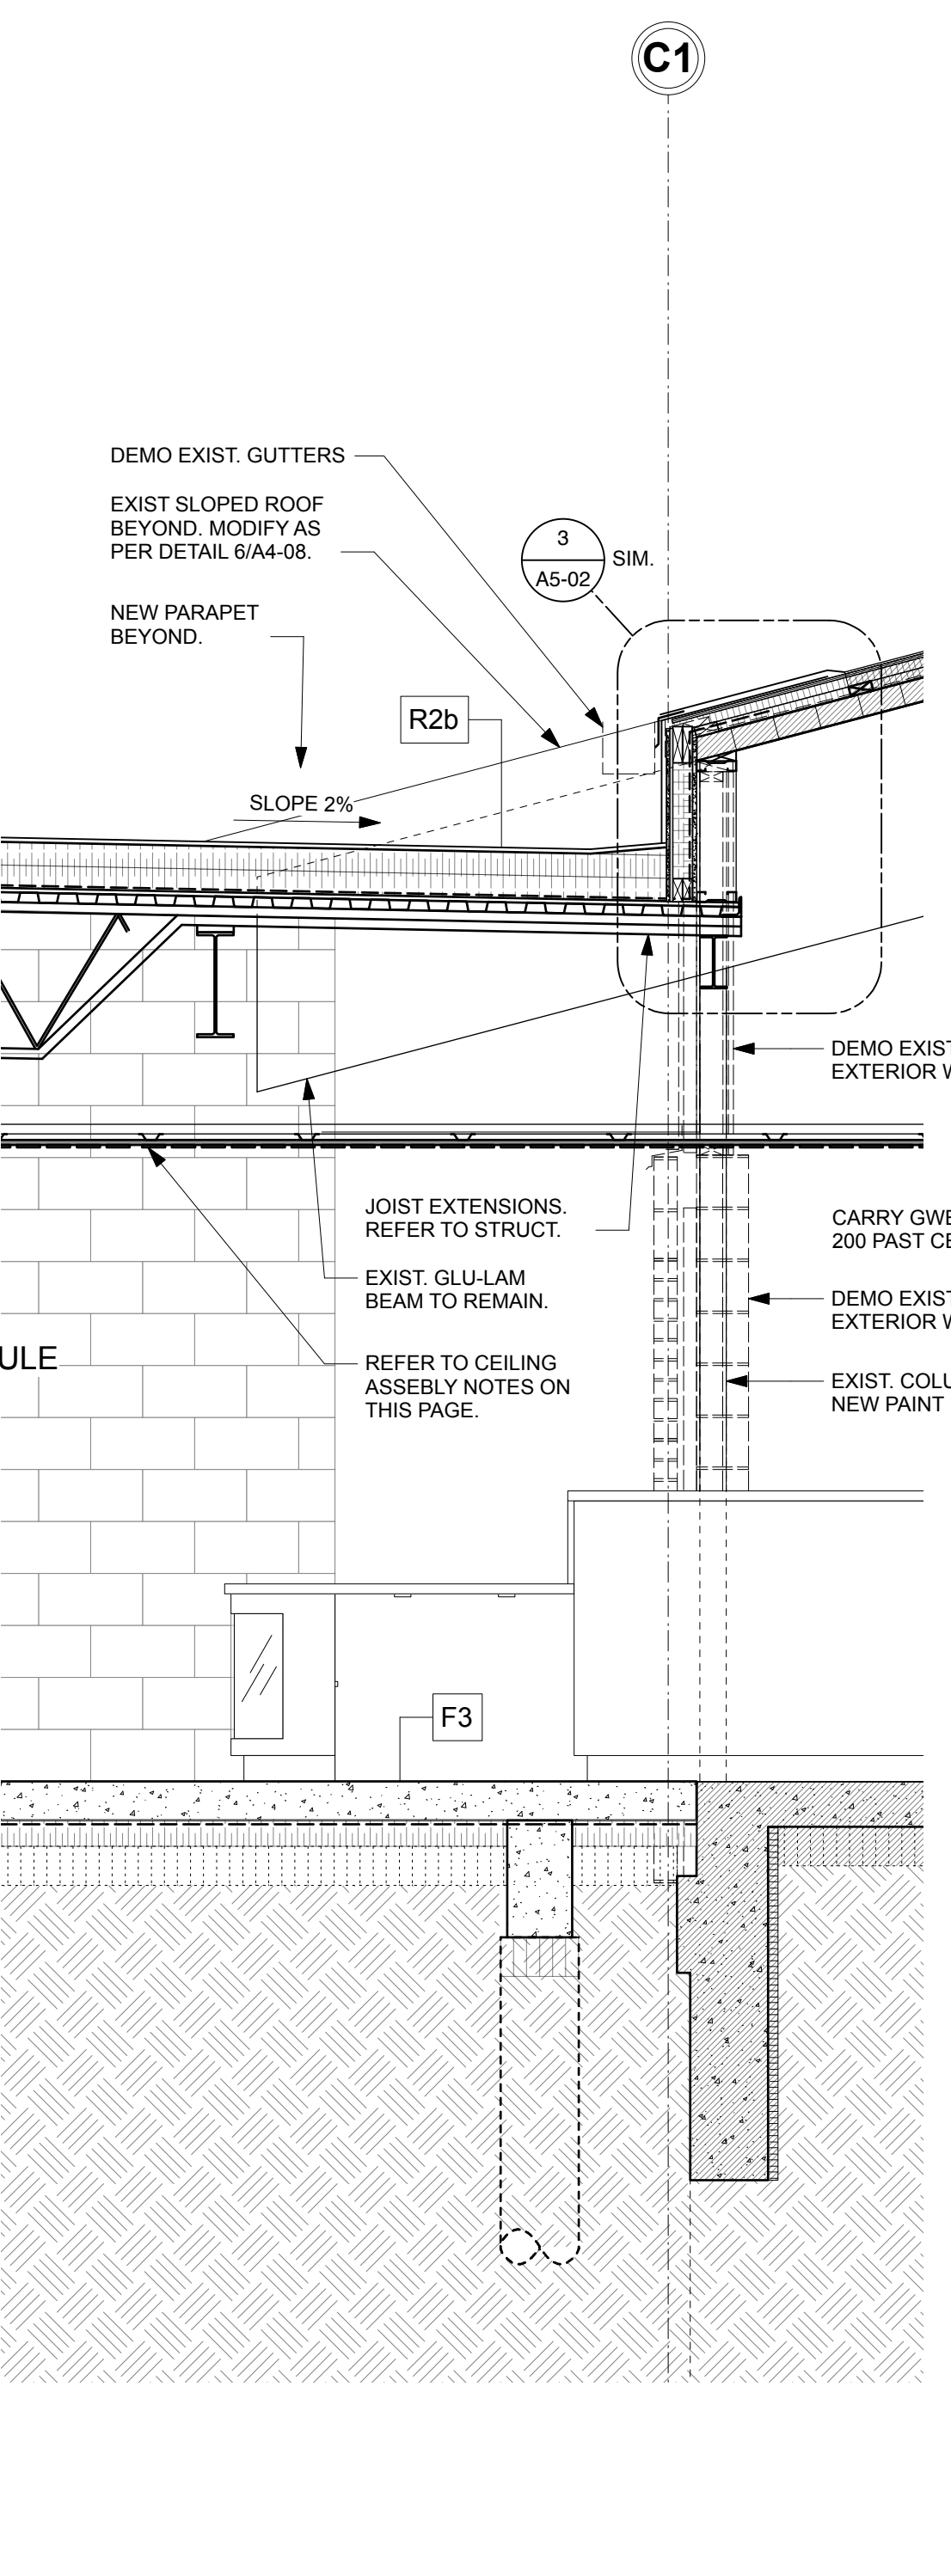 C1
DEMO EXIST. GUTTERS
EXIST SLOPED ROOF
BEYOND. MODIFY AS
PER DETAIL 6/A4-08.
3
A5-02
SIM.
NEW PARAPET
BEYOND.
R2b
SLOPE 2%
DEMO EXIST
EXTERIOR W
JOIST EXTENSIONS.
REFER TO STRUCT.
CARRY GWB
200 PAST CE
EXIST. GLU-LAM
BEAM TO REMAIN.
DEMO EXIST
EXTERIOR W
ULE
REFER TO CEILING
ASSEBLY NOTES ON
THIS PAGE.
EXIST. COLU
NEW PAINT
F3